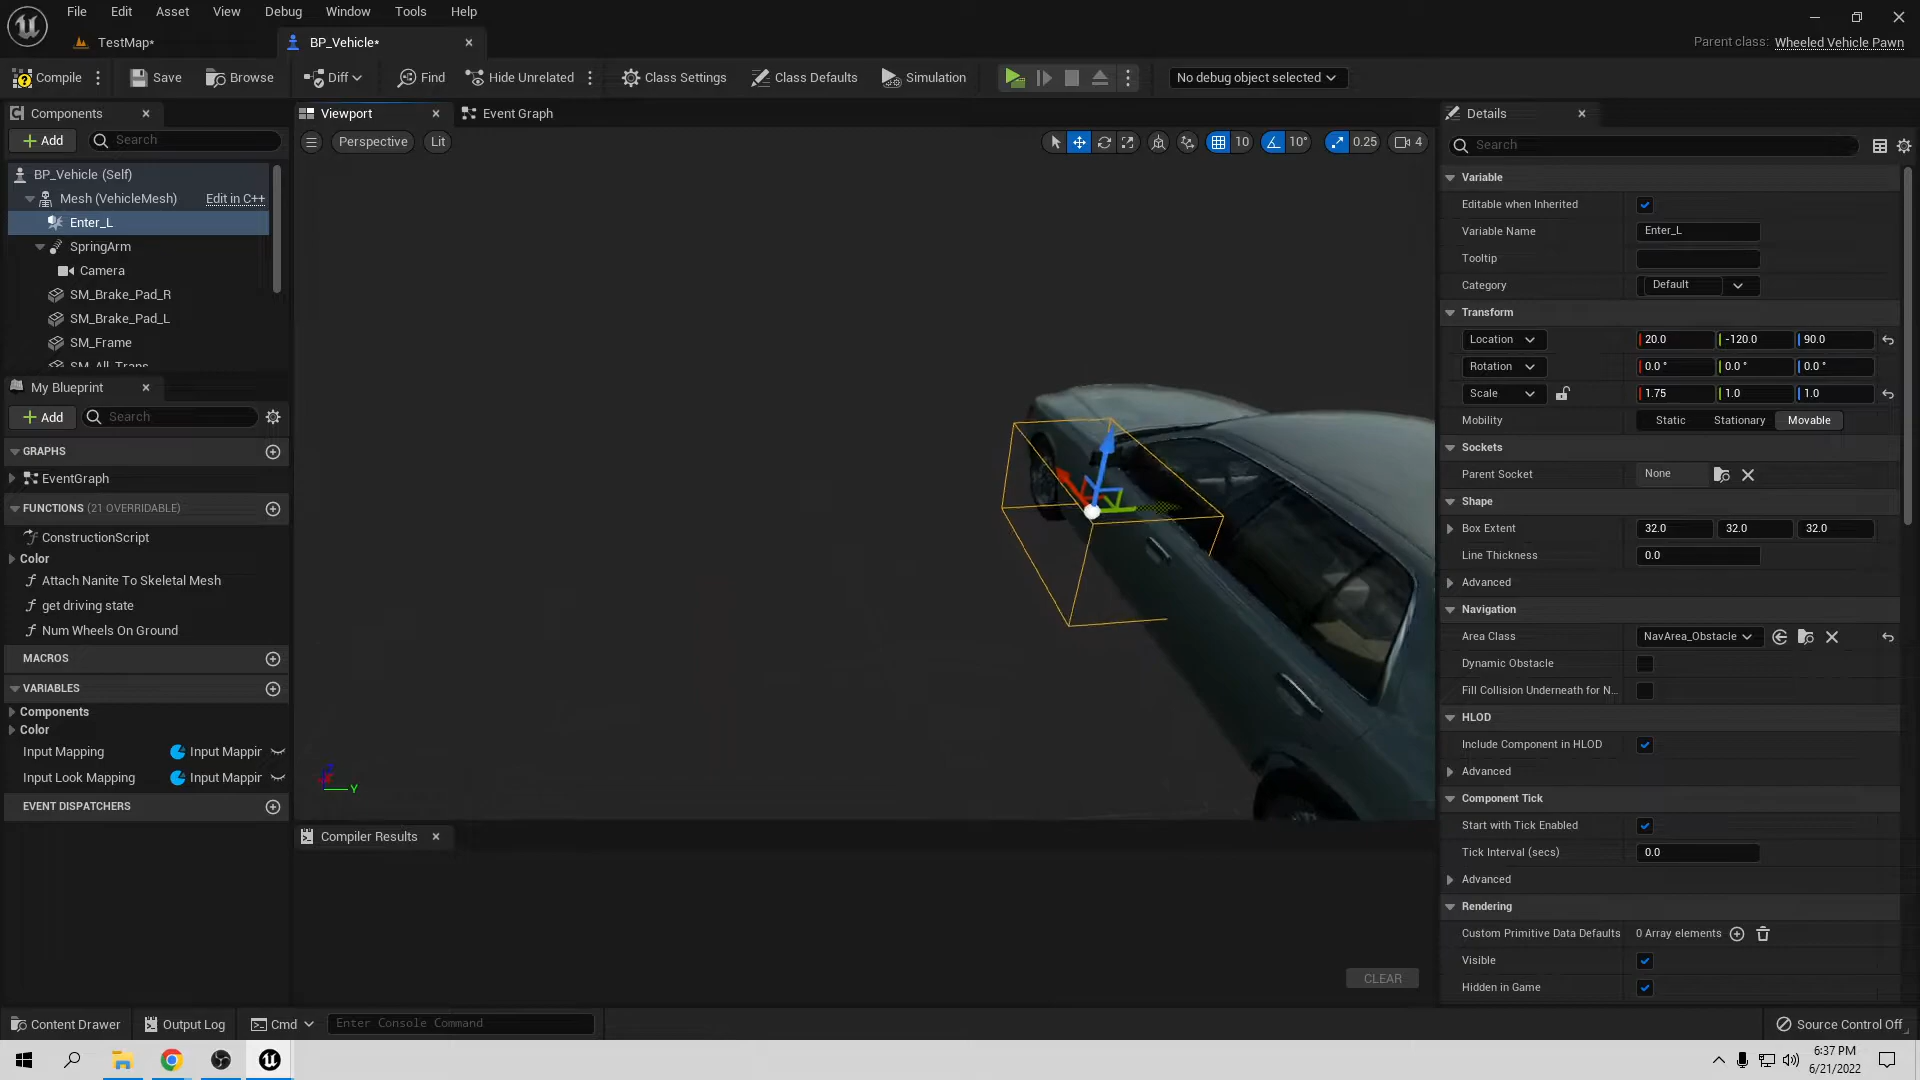 File Edit Asset View Debug Window Tools Help
TestMap*
BP_Vehicle*
Parent class: Wheeled Vehicle Pawn
Compile Save Browse Diff Find Hide Unrelated Class Settings Class Defaults Simulation No debug object selected
Components
Add Search
BP_Vehicle (Self)
Mesh (VehicleMesh) Edit in C++
Enter_L
SpringArm
Camera
SM_Brake_Pad_R
SM_Brake_Pad_L
SM_Frame
SM_All_Trans
My Blueprint
Add Search
GRAPHS
EventGraph
FUNCTIONS (21 OVERRIDABLE)
ConstructionScript
Color
Attach Nanite To Skeletal Mesh
get driving state
Num Wheels On Ground
MACROS
VARIABLES
Components
Color
Input Mapping Input Mappir
Input Look Mapping Input Mappir
EVENT DISPATCHERS
Viewport Event Graph
Perspective Lit 10 10° 0.25 4
Y
Compiler Results
CLEAR
Details
Search
Variable
Editable when Inherited
Variable Name Enter_L
Tooltip
Category Default
Transform
Location 20.0 -120.0 90.0
Rotation 0.0 ° 0.0 ° 0.0 °
Scale 1.75 1.0 1.0
Mobility Static Stationary Movable
Sockets
Parent Socket None
Shape
Box Extent 32.0 32.0 32.0
Line Thickness 0.0
Advanced
Navigation
Area Class NavArea_Obstacle
Dynamic Obstacle
Fill Collision Underneath for N...
HLOD
Include Component in HLOD
Advanced
Component Tick
Start with Tick Enabled
Tick Interval (secs) 0.0
Advanced
Rendering
Custom Primitive Data Defaults 0 Array elements
Visible
Hidden in Game
Content Drawer Output Log Cmd Enter Console Command Source Control Off
6:37 PM
6/21/2022